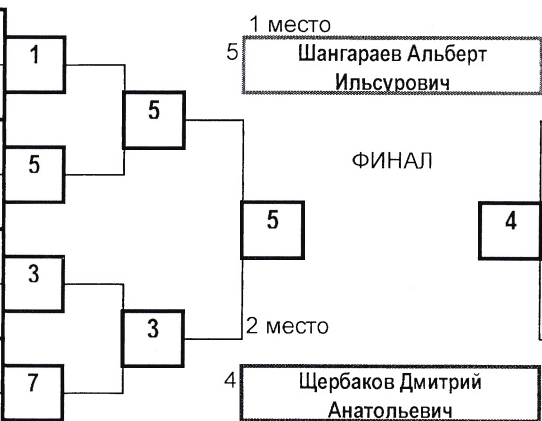 1 место
1
5
Шангараев Альберт
Ильсурович
5
5
ФИНАЛ
5
4
3
3
2 место
7
4
Щербаков Дмитрий
Анатольевич